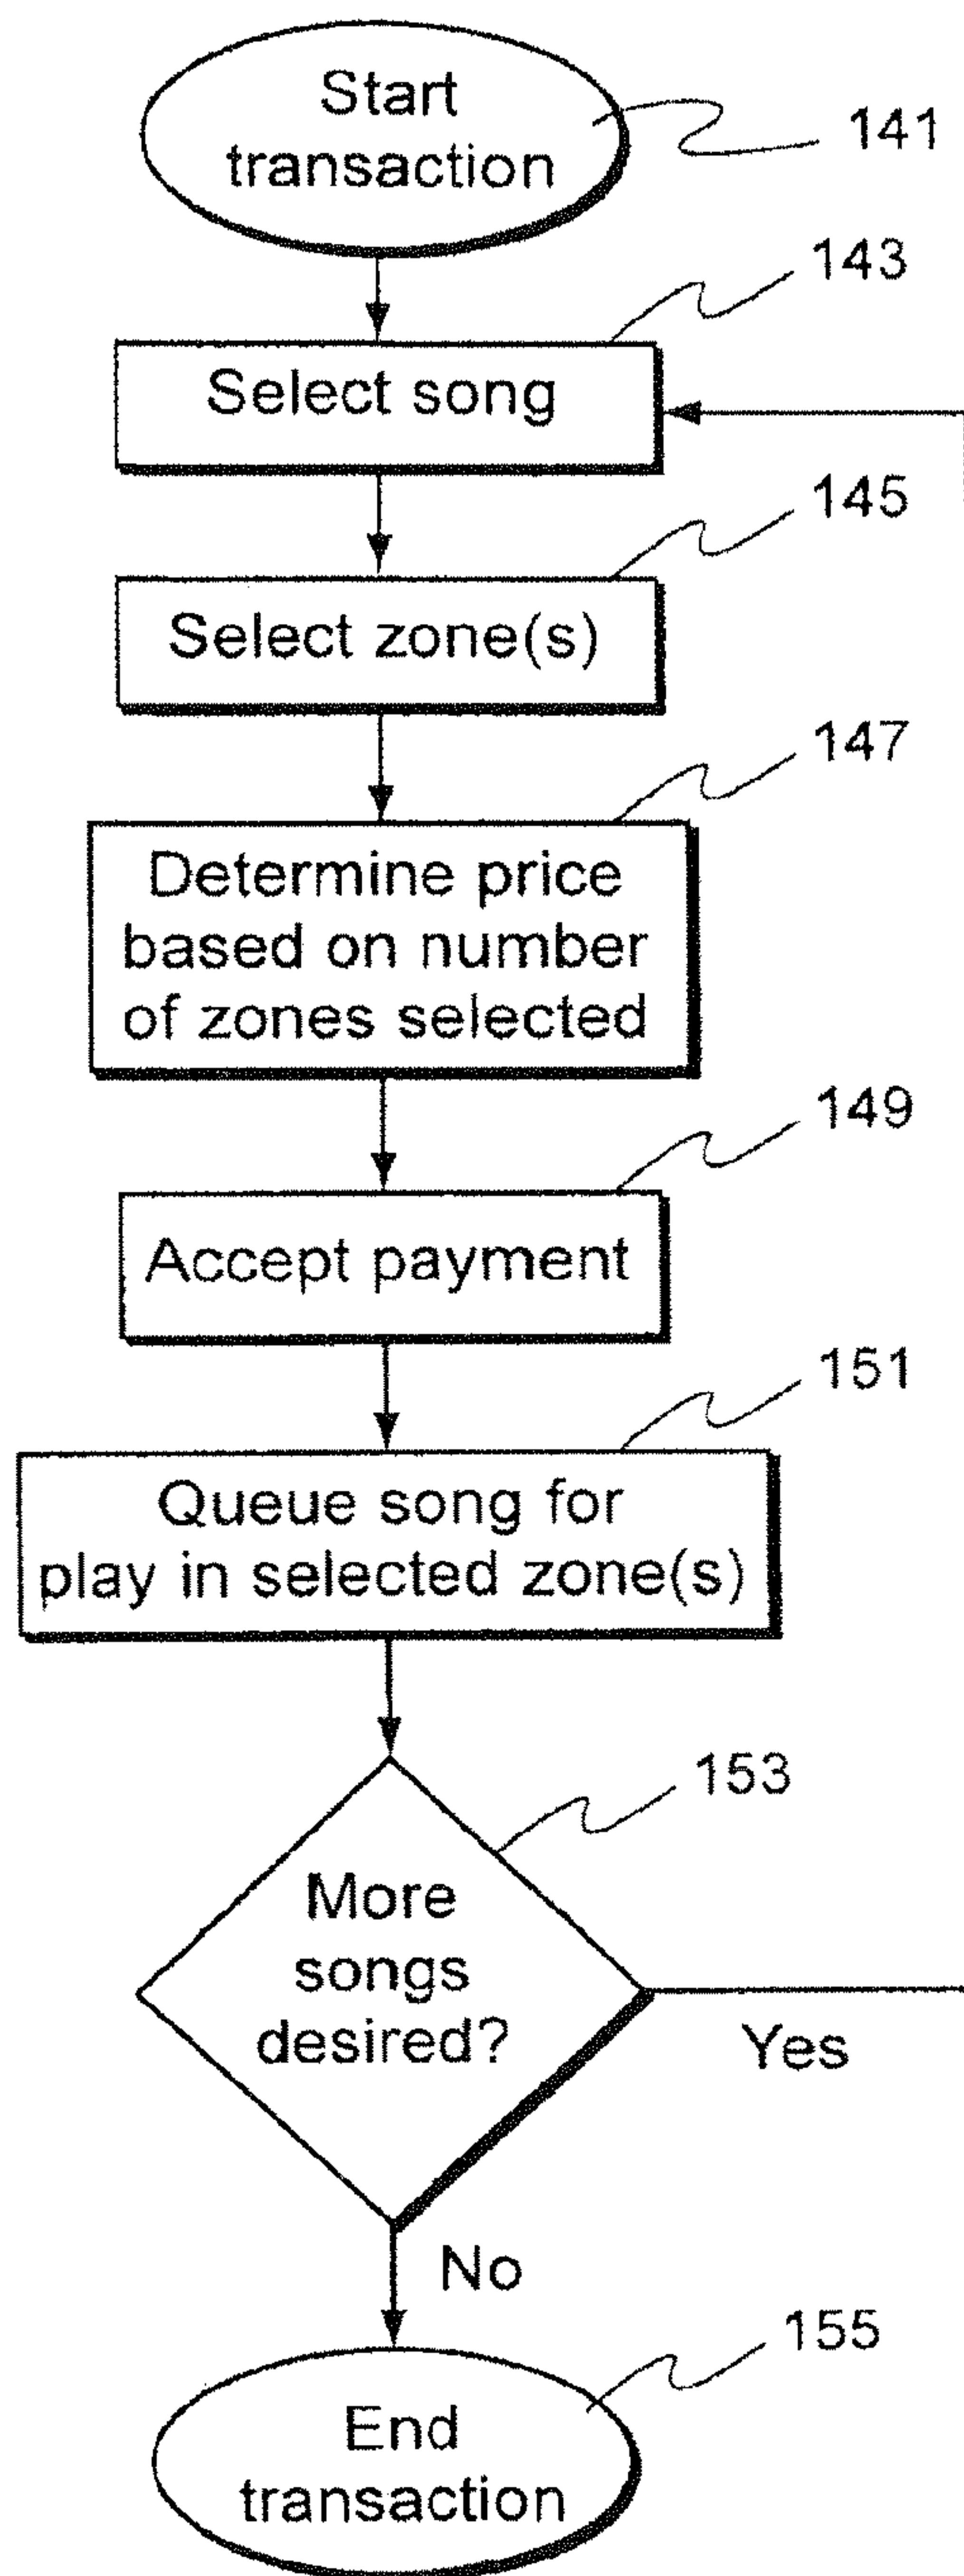 Start
transaction
141
143
Select song
145
Select zone(s)
147
Determine price
based on number
of zones selected
149
Accept payment
151
Queue song for
play in selected zone(s)
153
More
songs
desired?
Yes
No
155
End
transaction